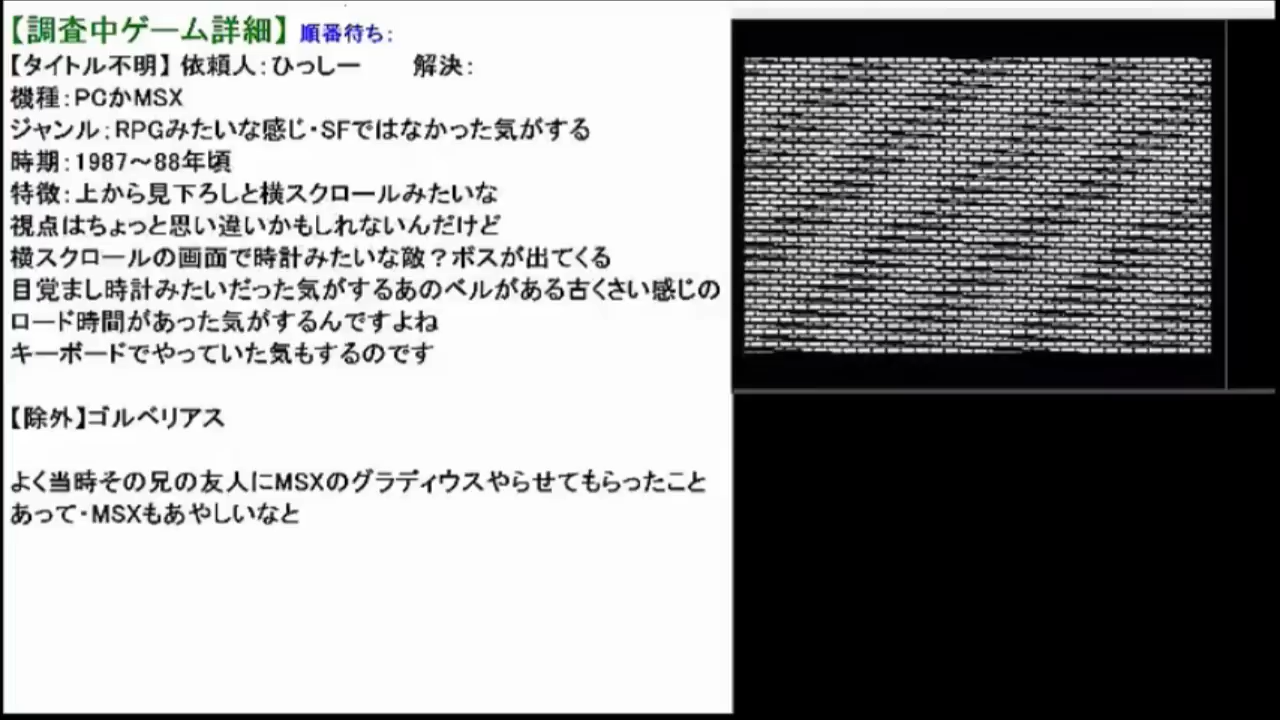 【調査中ゲーム詳細】 順番待ち：
【タイトル不明】 依頼人：ひっしー　　解決：
機種：PCかMSX
ジャンル：RPGみたいな感じ・SFではなかった気がする
時期：1987～88年頃
特徴：上から見下ろしと横スクロールみたいな
視点はちょっと思い違いかもしれないんだけど
横スクロールの画面で時計みたいな敵？ボスが出てくる
目覚まし時計みたいだった気がするあのベルがある古くさい感じの
ロード時間があった気がするんですよね
キーボードでやっていた気もするのです
【除外】ゴルベリアス
よく当時その兄の友人にMSXのグラディウスやらせてもらったこと
あって・MSXもあやしいなと